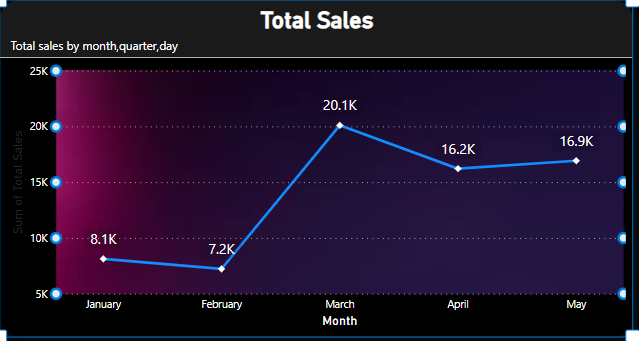 Total Sales
Total sales by month,quarter,day
Sum of Total Sales
25K
20K
15K
10K
5K
8.1K
7.2K
20.1K
16.2K
16.9K
January
February
March
April
May
Month